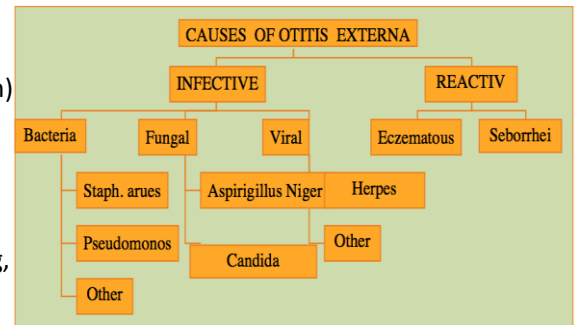 CAUSES OF OTITIS EXTERNA
n)
INFECTIVE
REACTIV
Bacteria
Fungal
Viral
Eczematous
Seborrhei
Staph. arues
Aspirigillus Niger
Herpes
Pseudomonos
Other
Candida
Other
,